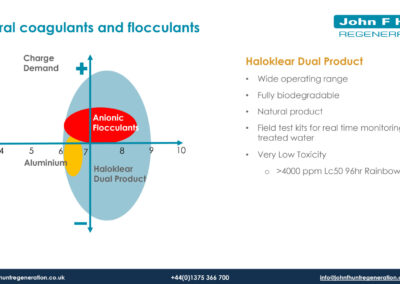 ral coagulants and flocculants
John F H
REGENERA
Charge
Demand
Haloklear Dual Product
• Wide operating range
• Fully biodegradable
• Natural product
• Field test kits for real time monitoring
treated water
• Very Low Toxicity
o >4000 ppm Lc50 96hr Rainbow
Anionic
Flocculants
4 5 6 7 8 9 10
Aluminium
Haloklear
Dual Product
huntregeneration.co.uk
+44(0)1375 366 700
info@johnfhuntregeneration.co